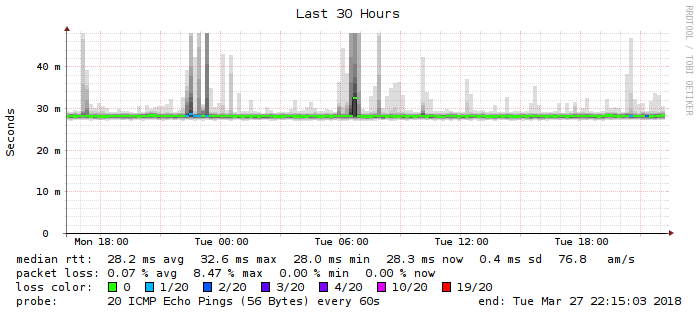 Last 30 Hours
RRDTOOL / TOBI OETIKER
Seconds
40 m
30 m
20 m
10 m
0
Mon 18:00 Tue 00:00 Tue 06:00 Tue 12:00 Tue 18:00
median rtt: 28.2 ms avg 32.6 ms max 28.0 ms min 28.3 ms now 0.4 ms sd 76.8 am/s
packet loss: 0.07 % avg 8.47 % max 0.00 % min 0.00 % now
loss color: 0 1/20 2/20 3/20 4/20 10/20 19/20
probe: 20 ICMP Echo Pings (56 Bytes) every 60s end: Tue Mar 27 22:15:03 2018